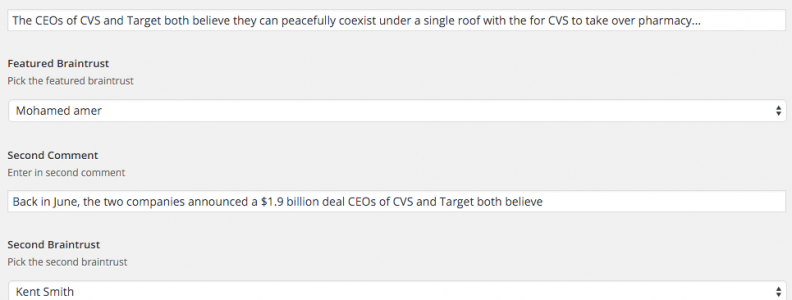 The CEOs of CVS and Target both believe they can peacefully coexist under a single roof with the for CVS to take over pharmacy...
Featured Braintrust
Pick the featured braintrust
Mohamed amer
Second Comment
Enter in second comment
Back in June, the two companies announced a $1.9 billion deal CEOs of CVS and Target both believe
Second Braintrust
Pick the second braintrust
Kent Smith